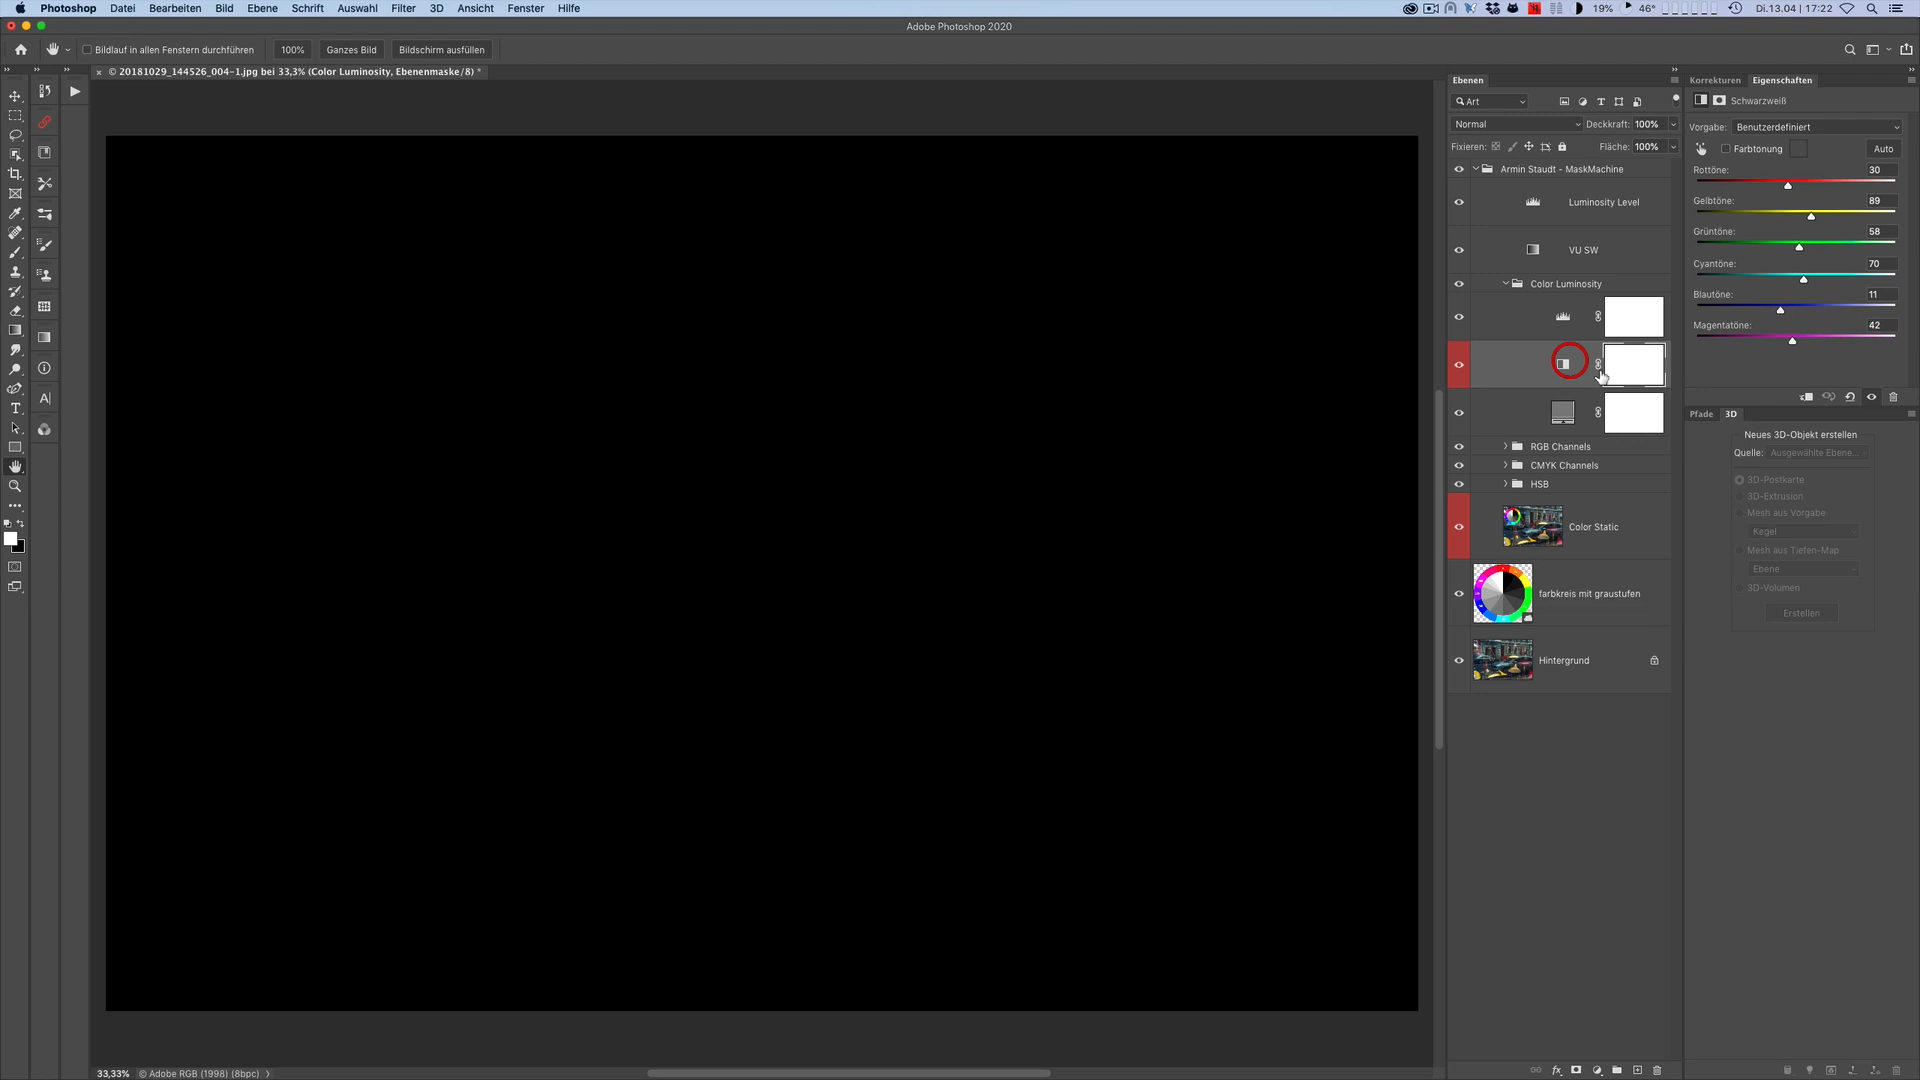 Photoshop Datei Bearbeiten Bild Ebene Schrift Auswahl Filter 3D Ansicht Fenster Hilfe 19% 46° Di.13.04 | 17:22
Adobe Photoshop 2020
Bildlauf in allen Fenstern durchführen 100% Ganzes Bild Bildschirm ausfüllen
© 20181029_144526_004-1.jpg bei 33,3% (Color Luminosity, Ebenenmaske/8) *
Ebenen
Art
Normal Deckkraft: 100%
Fixieren: Fläche: 100%
Armin Staudt - MaskMachine
Luminosity Level
VU SW
Color Luminosity
RGB Channels
CMYK Channels
HSB
Color Static
farbkreis mit graustufen
Hintergrund
Korrekturen Eigenschaften
Schwarzweiß
Vorgabe: Benutzerdefiniert
Farbtonung Auto
Rottöne: 30
Gelbtöne: 89
Grüntöne: 58
Cyantöne: 70
Blautöne: 11
Magentatöne: 42
Pfade 3D
Neues 3D-Objekt erstellen
Quelle: Ausgewählte Ebene...
3D-Postkarte
3D-Extrusion
Mesh aus Vorgabe
Kegel
Mesh aus Tiefen-Map
Ebene
3D-Volumen
Erstellen
33,33% © Adobe RGB (1998) (8bpc)